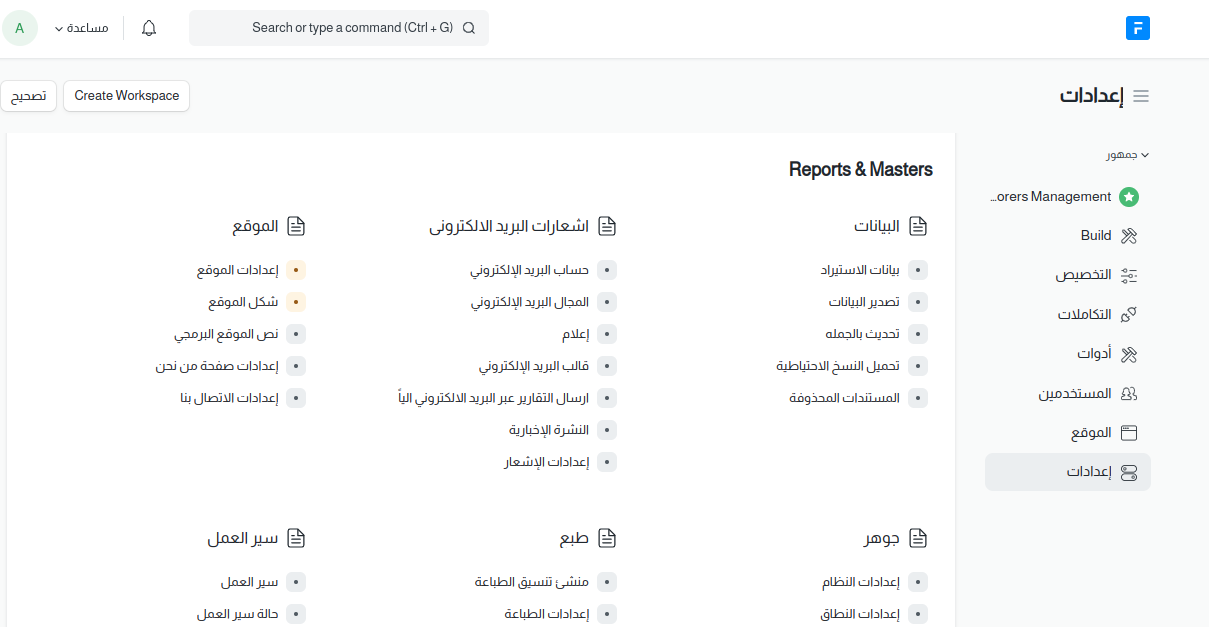 A
مساعدة
Search or type a command (Ctrl + G)
إعدادات
Create Workspace
تصحيح
جمهور
...orers Management
Build
التخصيص
التكاملات
أدوات
المستخدمين
الموقع
إعدادات
Reports & Masters
البيانات
بيانات الاستيراد
تصدير البيانات
تحديث بالجمله
تحميل النسخ الاحتياطية
المستندات المحذوفة
اشعارات البريد الالكتروني
حساب البريد الإلكتروني
المجال البريد الإلكتروني
إعلام
قالب البريد الإلكتروني
ارسال التقارير عبر البريد الالكتروني الياً
النشرة الإخبارية
إعدادات الإشعار
الموقع
إعدادات الموقع
شكل الموقع
نص الموقع البرمجي
إعدادات صفحة من نحن
إعدادات الاتصال بنا
جوهر
إعدادات النظام
إعدادات النطاق
طبع
منشئ تنسيق الطباعة
إعدادات الطباعة
سير العمل
سير العمل
حالة سير العمل